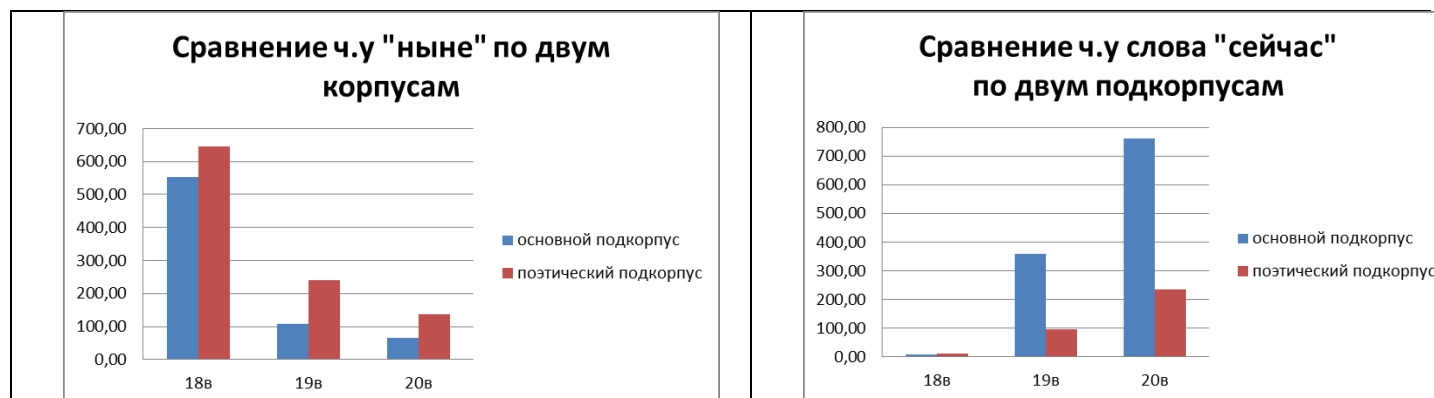 Сравнение ч.у "ныне" по двум
корпусам
700,00
600,00
500,00
400,00
300,00
200,00
100,00
0,00
18в
19в
20в
основной подкорпус
поэтический подкорпус
Сравнение ч.у слова "сейчас"
по двум подкорпусам
800,00
700,00
600,00
500,00
400,00
300,00
200,00
100,00
0,00
18в
19в
20в
основной подкорпус
поэтический подкорпус